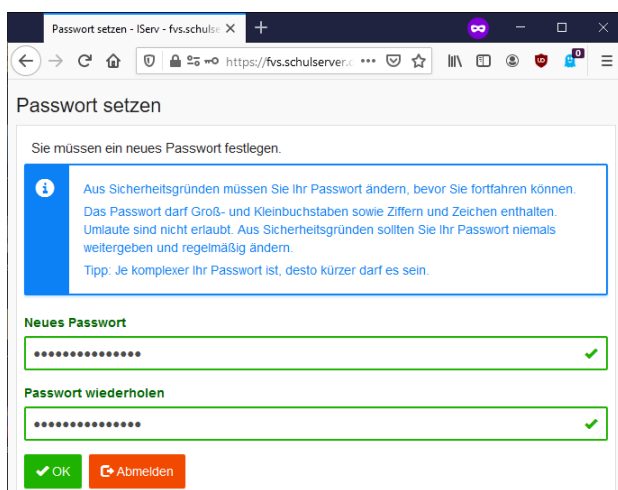 Passwort setzen - IServ - fvs.schulse
https://fvs.schulserver.c
0
Passwort setzen
Sie müssen ein neues Passwort festlegen.
Aus Sicherheitsgründen müssen Sie Ihr Passwort ändern, bevor Sie fortfahren können.
Das Passwort darf Groß- und Kleinbuchstaben sowie Ziffern und Zeichen enthalten.
Umlaute sind nicht erlaubt. Aus Sicherheitsgründen sollten Sie Ihr Passwort niemals
weitergeben und regelmäßig ändern.
Tipp: Je komplexer Ihr Passwort ist, desto kürzer darf es sein.
Neues Passwort
Passwort wiederholen
OK Abmelden